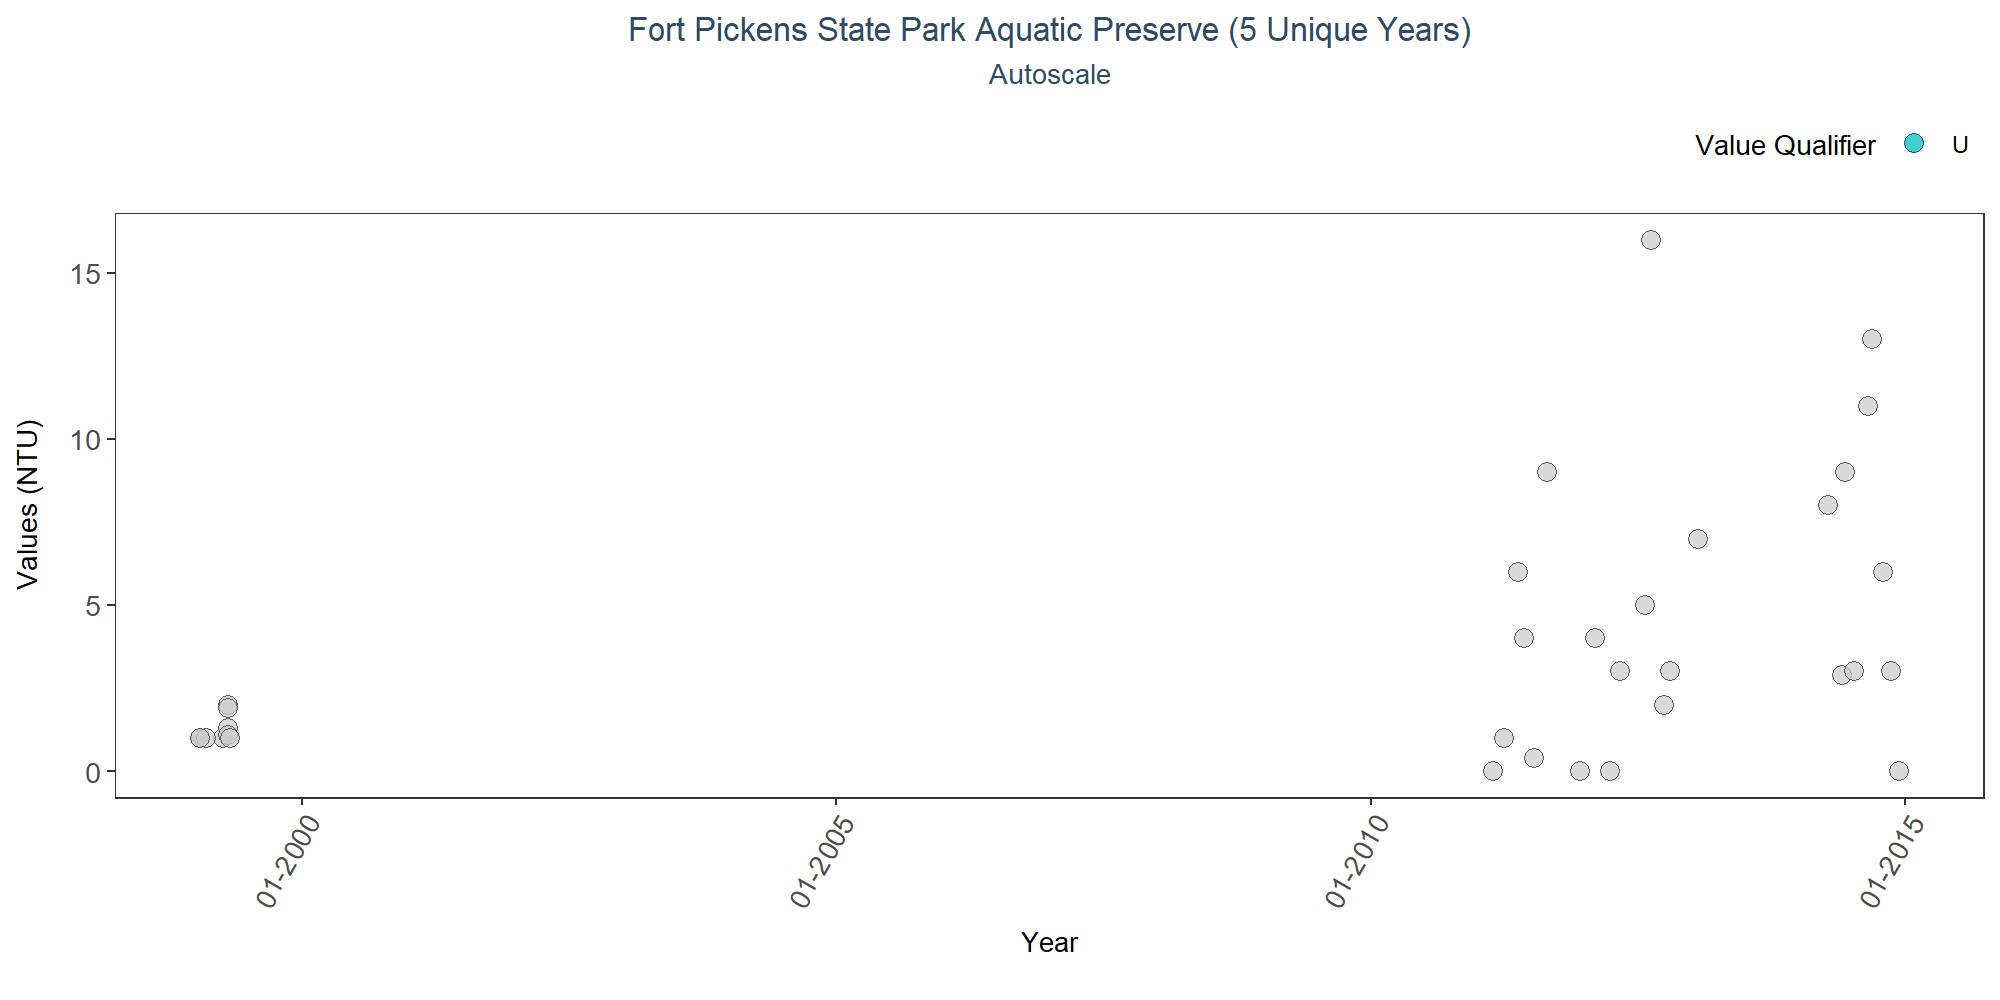 Fort Pickens State Park Aquatic Preserve (5 Unique Years)
Autoscale
Value Qualifier U
Values (NTU)
15
10
5
0
01-2000 01-2005 01-2010 01-2015
Year